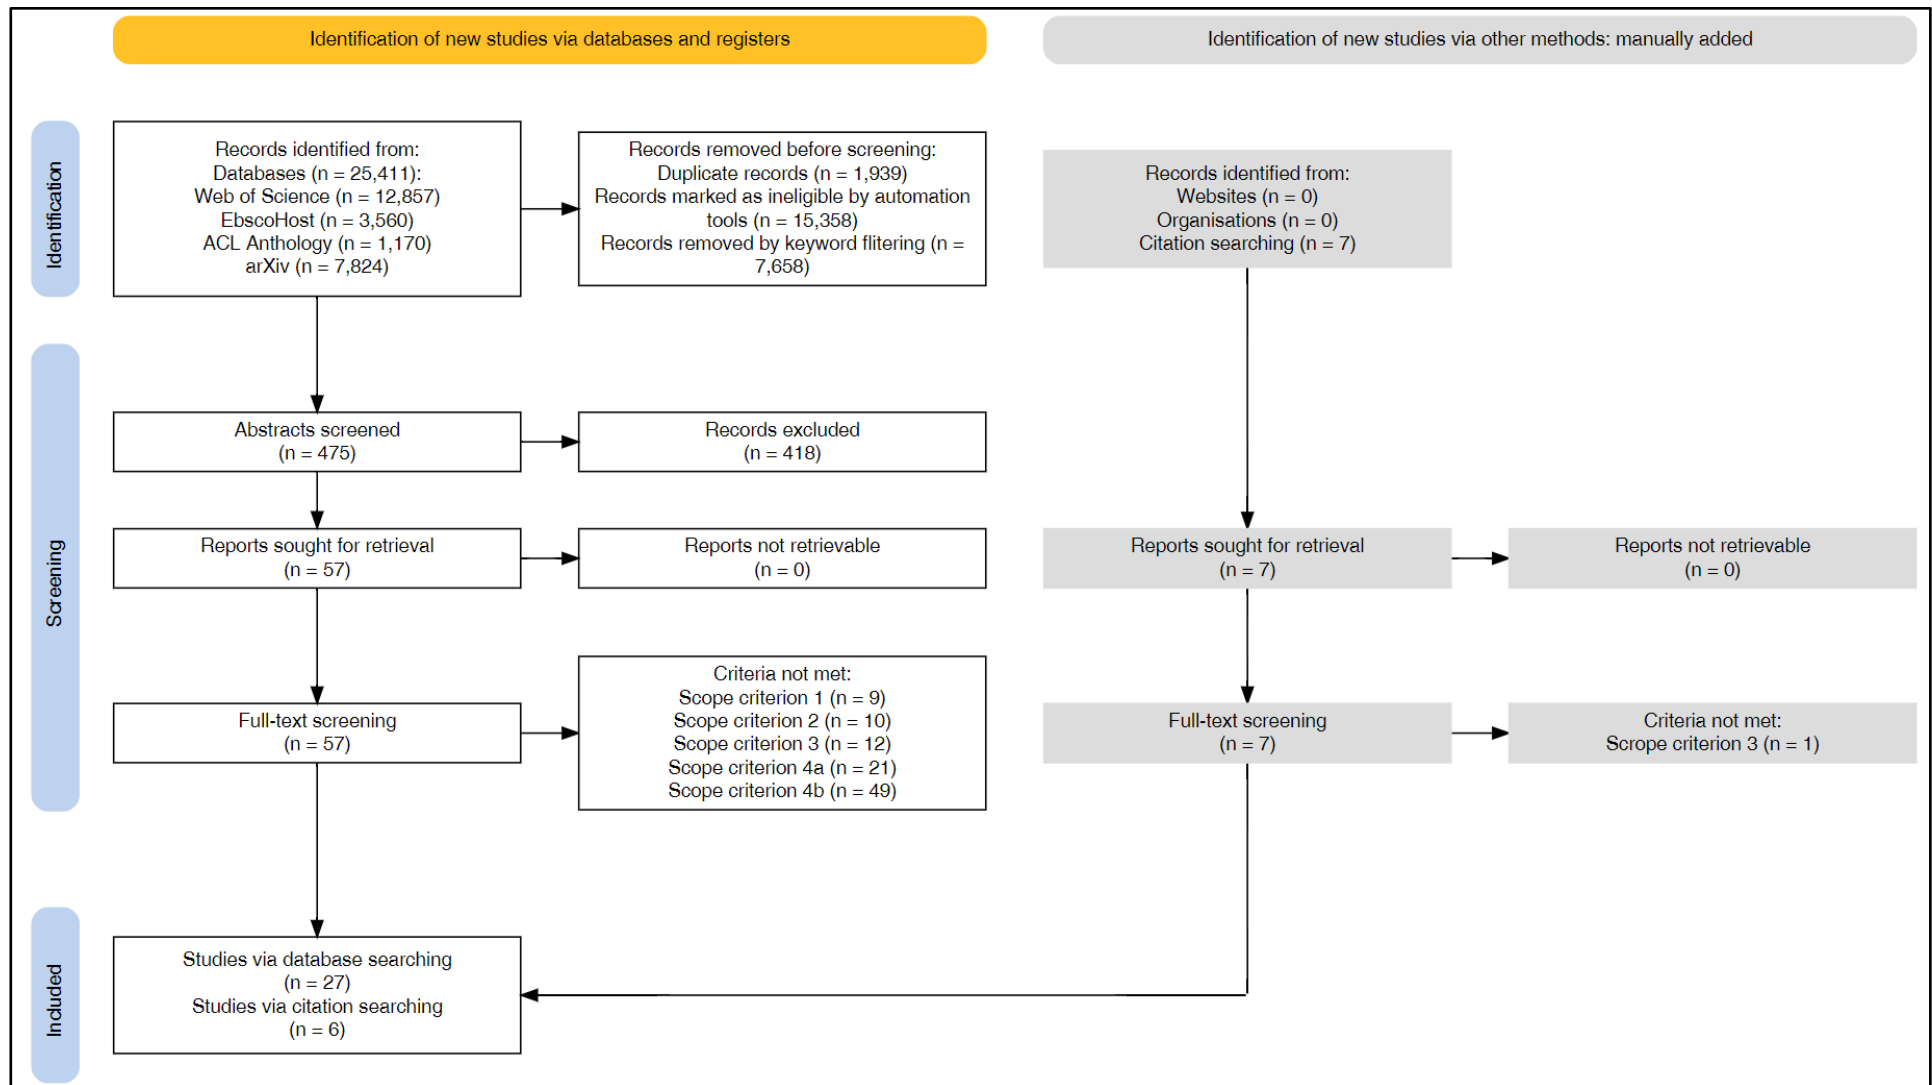 Identification of new studies via databases and registers
Identification of new studies via other methods: manually added
Identification
Records identified from:
Databases (n = 25,411):
Web of Science (n = 12,857)
EbscoHost (n = 3,560)
ACL Anthology (n = 1,170)
arXiv (n = 7,824)
Records removed before screening:
Duplicate records (n = 1,939)
Records marked as ineligible by automation
tools (n = 15,358)
Records removed by keyword flitering (n =
7,658)
Records identified from:
Websites (n = 0)
Organisations (n = 0)
Citation searching (n = 7)
Screening
Abstracts screened
(n = 475)
Records excluded
(n = 418)
Reports sought for retrieval
(n = 57)
Reports not retrievable
(n = 0)
Reports sought for retrieval
(n = 7)
Reports not retrievable
(n = 0)
Full-text screening
(n = 57)
Criteria not met:
Scope criterion 1 (n = 9)
Scope criterion 2 (n = 10)
Scope criterion 3 (n = 12)
Scope criterion 4a (n = 21)
Scope criterion 4b (n = 49)
Full-text screening
(n = 7)
Criteria not met:
Scrope criterion 3 (n = 1)
Included
Studies via database searching
(n = 27)
Studies via citation searching
(n = 6)